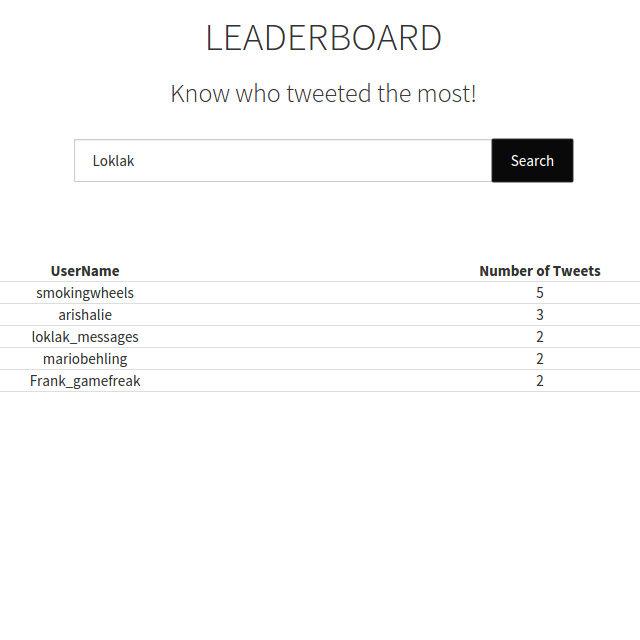 LEADERBOARD
Know who tweeted the most!
Loklak Search
UserName Number of Tweets
smokingwheels 5
arishalie 3
loklak_messages 2
mariobehling 2
Frank_gamefreak 2